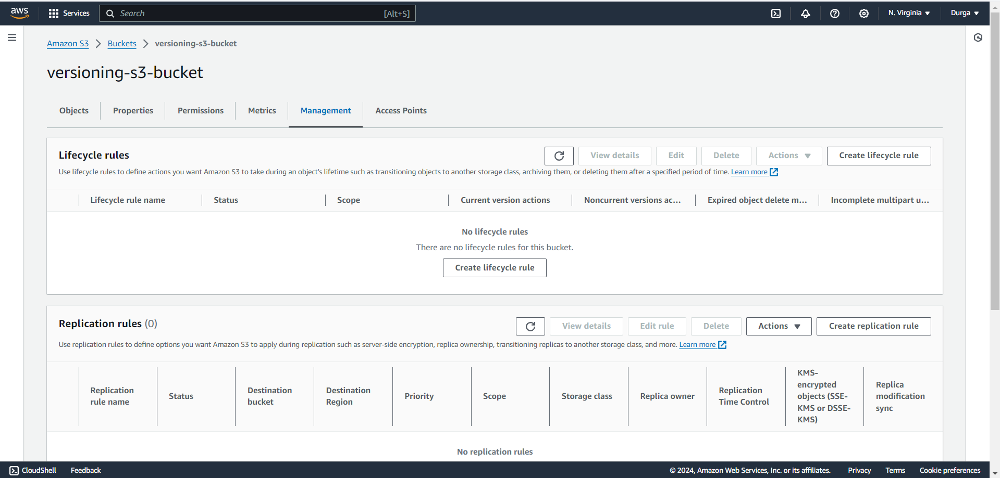 aws
Services
Search
[Alt+S]
N. Virginia
Durga
Amazon S3
Buckets
versioning-s3-bucket
versioning-s3-bucket
Objects
Properties
Permissions
Metrics
Management
Access Points
Lifecycle rules
View details
Edit
Delete
Actions
Create lifecycle rule
Use lifecycle rules to define actions you want Amazon S3 to take during an object's lifetime such as transitioning objects to another storage class, archiving them, or deleting them after a specified period of time. Learn more
Lifecycle rule name
Status
Scope
Current version actions
Noncurrent versions ac...
Expired object delete m...
Incomplete multipart u...
No lifecycle rules
There are no lifecycle rules for this bucket.
Create lifecycle rule
Replication rules (0)
View details
Edit rule
Delete
Actions
Create replication rule
Use replication rules to define options you want Amazon S3 to apply during replication such as server-side encryption, replica ownership, transitioning replicas to another storage class, and more. Learn more
Replication
rule name
Status
Destination
bucket
Destination
Region
Priority
Scope
Storage class
Replica owner
Replication
Time Control
KMS-
encrypted
objects (SSE-
KMS or DSSE-
KMS)
Replica
modification
sync
No replication rules
CloudShell
Feedback
© 2024, Amazon Web Services, Inc. or its affiliates.
Privacy
Terms
Cookie preferences